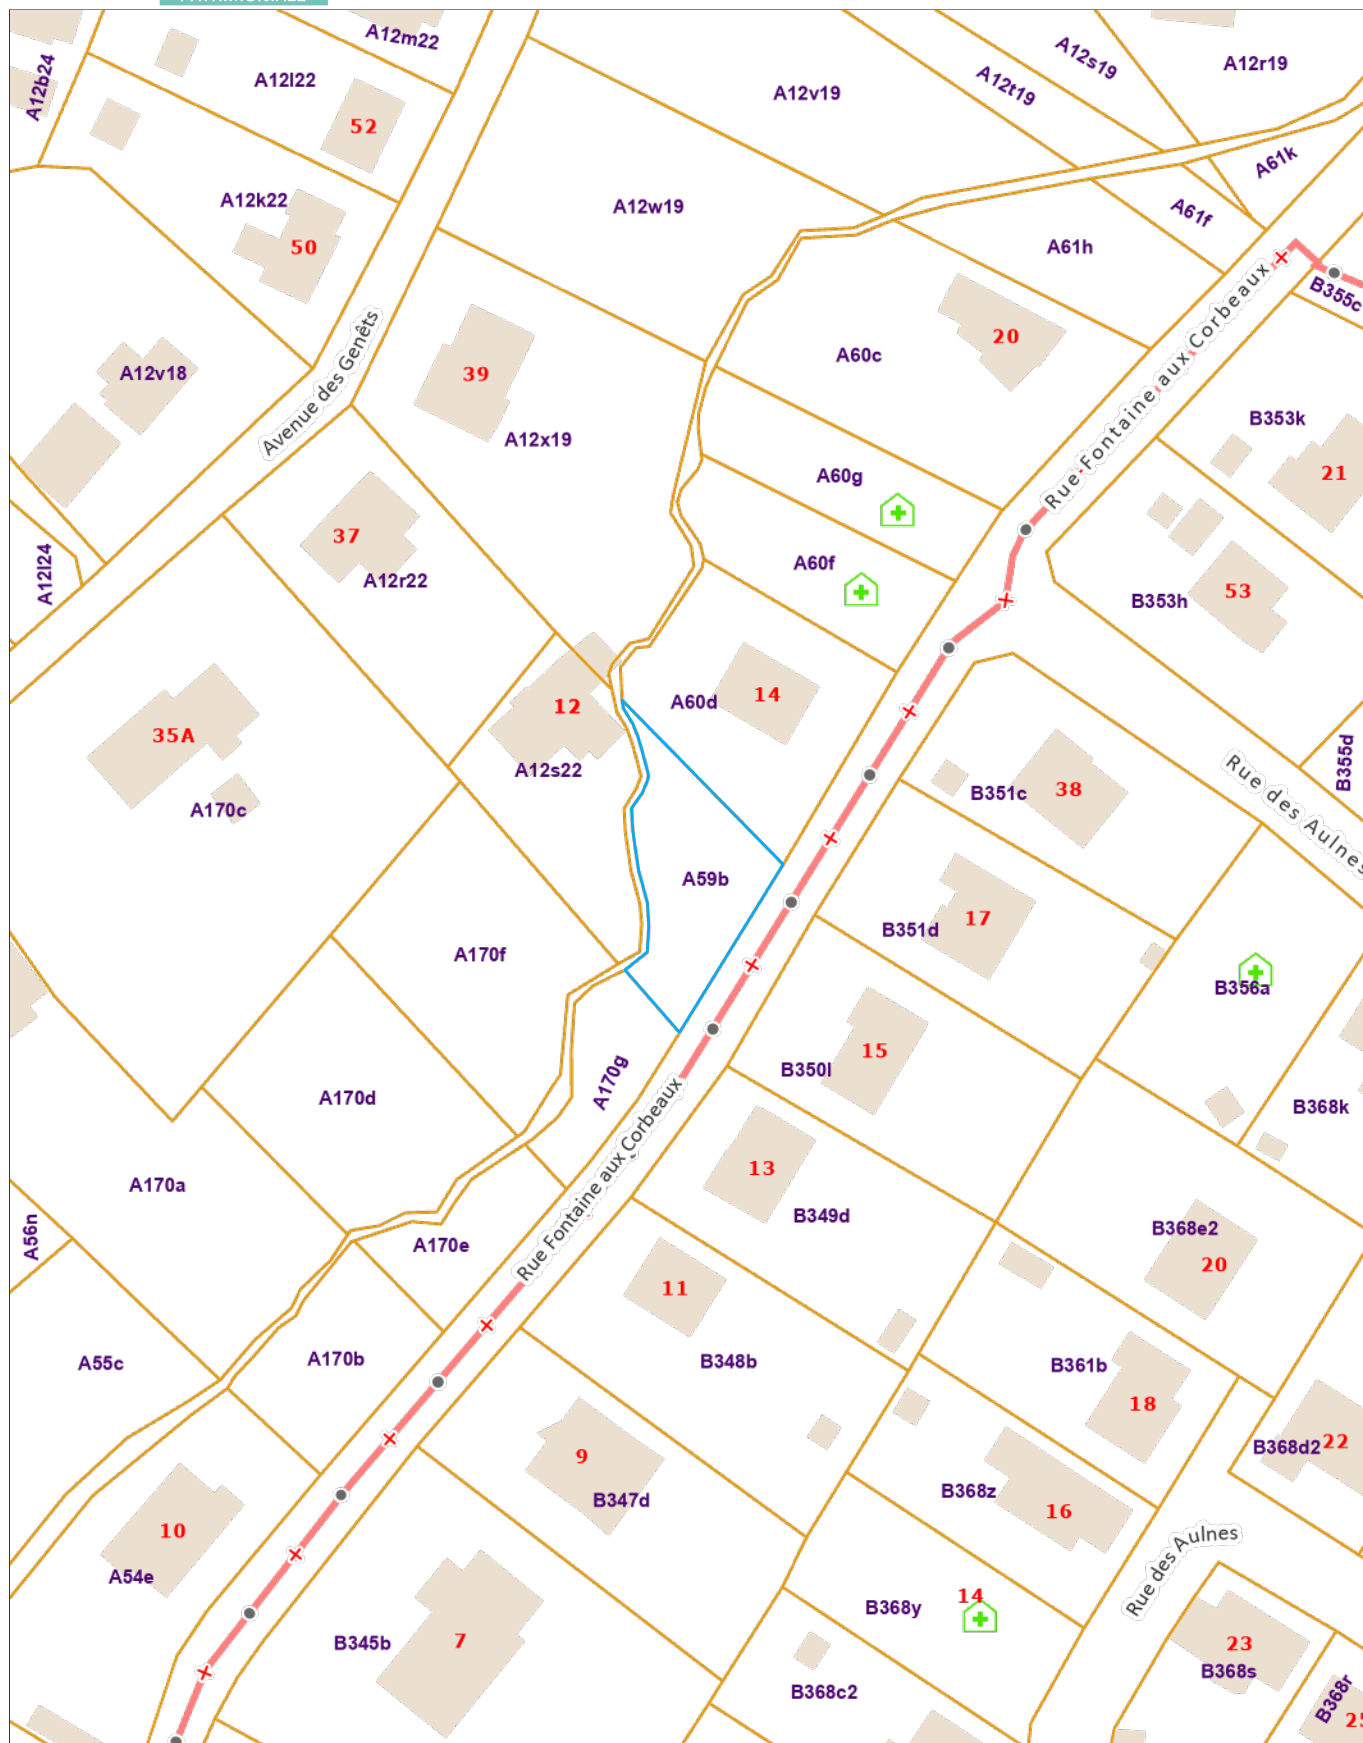 A12m22
A12s19
A12r19
A12b24
A12l22
A12t19
A12v19
52
A61k
A12k22
A12w19
A61f
50
A61h
B355c
Avenue des Genêts
Rue Fontaine aux Corbeaux
20
A60c
A12v18
39
B353k
A12x19
A60g
21
37
A60f
A12l24
A12r22
53
B353h
A60d
14
12
35A
A12s22
B355d
Rue des Aulnes
B351c
38
A170c
A59b
17
B351d
A170f
B356a
15
B350l
A170g
A170d
B368k
Rue Fontaine aux Corbeaux
13
A170a
B349d
A56n
A170e
B368e2
20
11
A55c
A170b
B348b
B361b
18
B368d2
22
9
B347d
B368z
16
10
Rue des Aulnes
A54e
14
B368y
B345b
7
23
B368s
B368c2
B368r